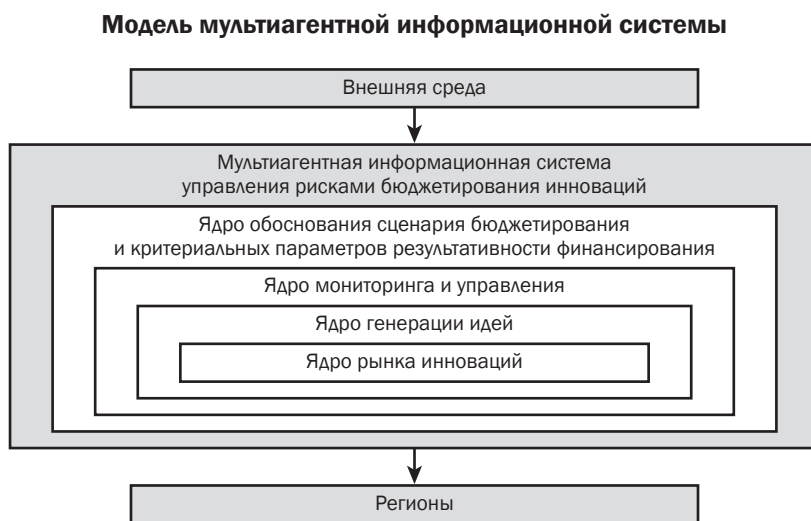 Модель мультиагентной информационной системы
Внешняя среда
Мультиагентная информационная система
управления рисками бюджетирования инноваций
Ядро обоснования сценария бюджетирования
и критериальных параметров результативности финансирования
Ядро мониторинга и управления
Ядро генерации идей
Ядро рынка инноваций
Регионы